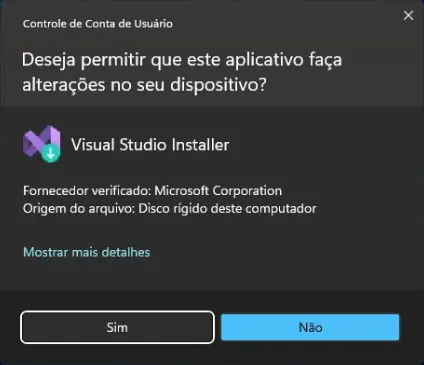 Controle de Conta de Usuário
Deseja permitir que este aplicativo faça
alterações no seu dispositivo?
Visual Studio Installer
Fornecedor verificado: Microsoft Corporation
Origem do arquivo: Disco rígido deste computador
Mostrar mais detalhes
Sim
Não